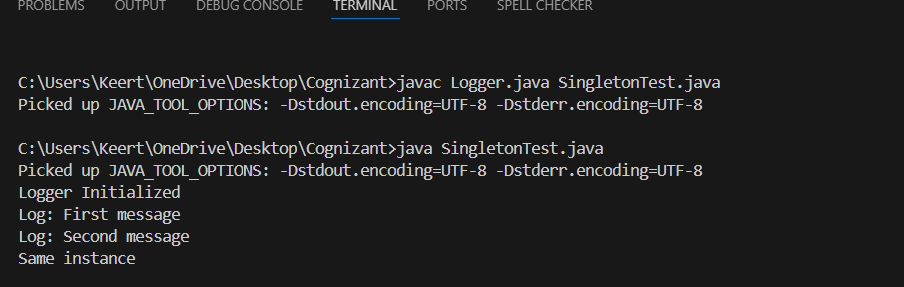 PROBLEMS OUTPUT DEBUG CONSOLE TERMINAL PORTS SPELL CHECKER
C:\Users\Keert\OneDrive\Desktop\Cognizant>javac Logger.java SingletonTest.java
Picked up JAVA_TOOL_OPTIONS: -Dstdout.encoding=UTF-8 -Dstderr.encoding=UTF-8
C:\Users\Keert\OneDrive\Desktop\Cognizant>java SingletonTest.java
Picked up JAVA_TOOL_OPTIONS: -Dstdout.encoding=UTF-8 -Dstderr.encoding=UTF-8
Logger Initialized
Log: First message
Log: Second message
Same instance